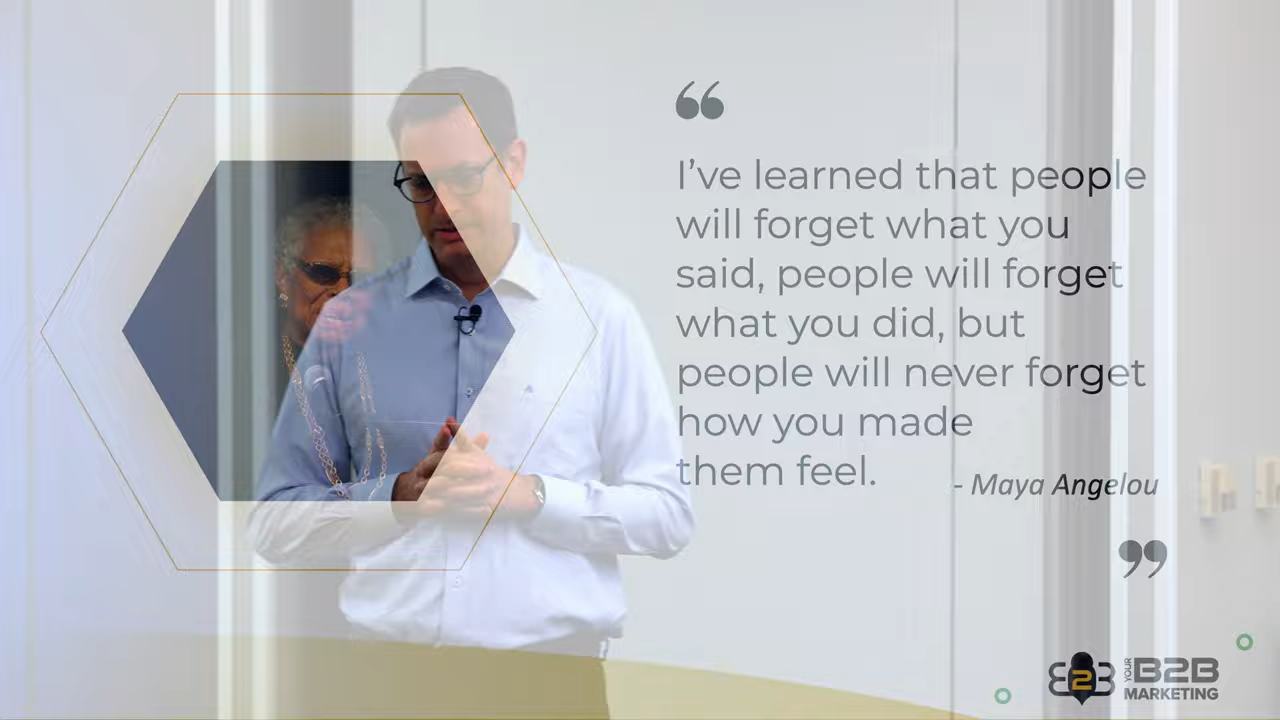 “
I’ve learned that people
will forget what you
said, people will forget
what you did, but
people will never forget
how you made
them feel.
- Maya Angelou
”
B2B YOUR B2B
MARKETING